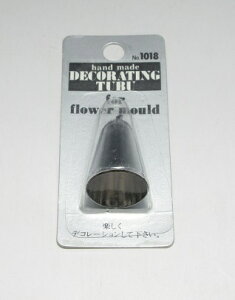 No.1018
hand made
DECORATING
TUBU
for
flower mould
楽しく
デコレーションして下さい。